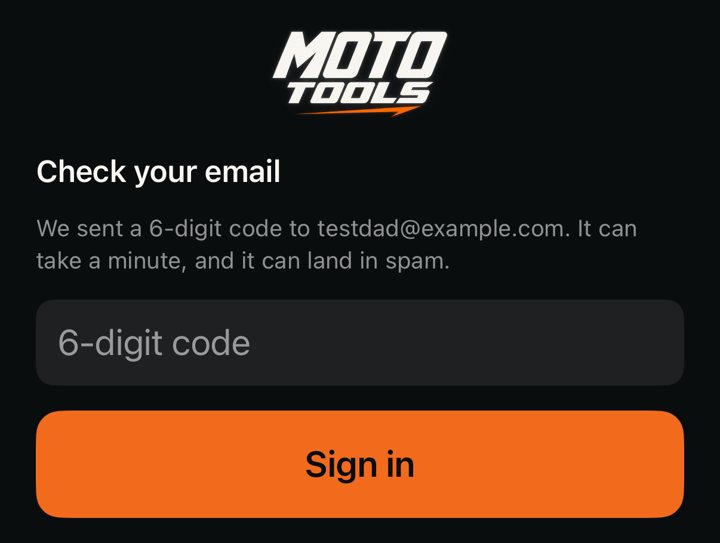 MOTO
TOOLS
Check your email
We sent a 6-digit code to testdad@example.com. It can
take a minute, and it can land in spam.
6-digit code
Sign in